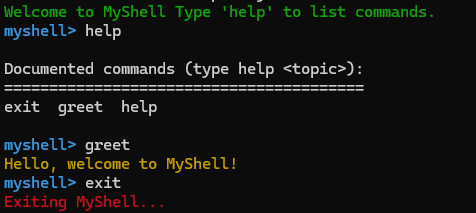 Welcome to MyShell Type 'help' to list commands.
myshell> help
Documented commands (type help <topic>):
========================================
exit  greet  help
myshell> greet
Hello, welcome to MyShell!
myshell> exit
Exiting MyShell...